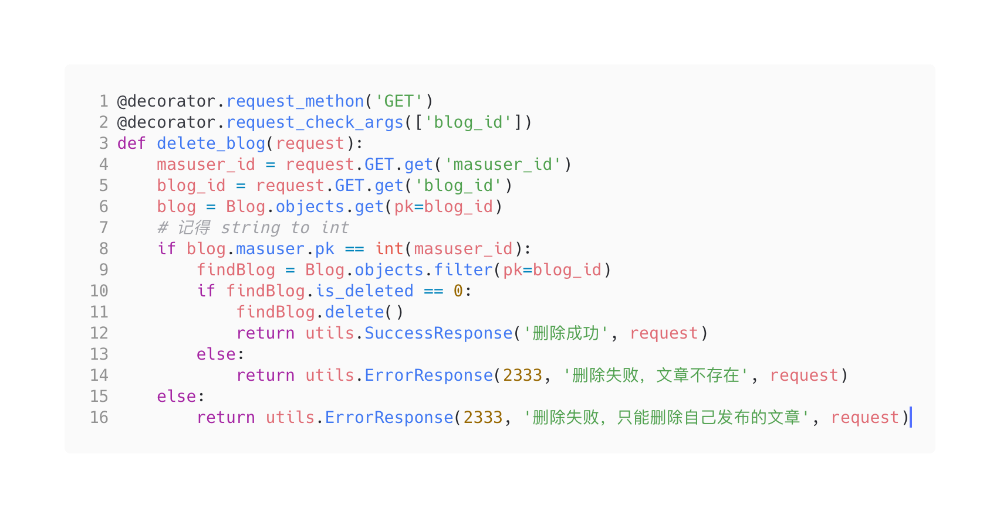 1 @decorator.request_methon('GET')
2 @decorator.request_check_args(['blog_id'])
3 def delete_blog(request):
4     masuser_id = request.GET.get('masuser_id')
5     blog_id = request.GET.get('blog_id')
6     blog = Blog.objects.get(pk=blog_id)
7     # 记得 string to int
8     if blog.masuser.pk == int(masuser_id):
9         findBlog = Blog.objects.filter(pk=blog_id)
10         if findBlog.is_deleted == 0:
11             findBlog.delete()
12             return utils.SuccessResponse('删除成功', request)
13         else:
14             return utils.ErrorResponse(2333, '删除失败，文章不存在', request)
15     else:
16         return utils.ErrorResponse(2333, '删除失败，只能删除自己发布的文章', request)